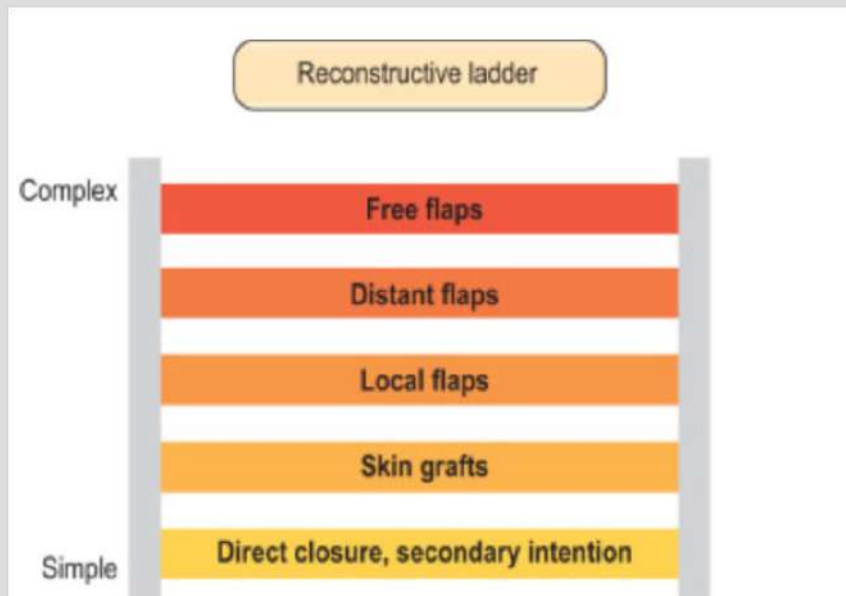 Reconstructive ladder
Complex
Free flaps
Distant flaps
Local flaps
Skin grafts
Direct closure, secondary intention
Simple